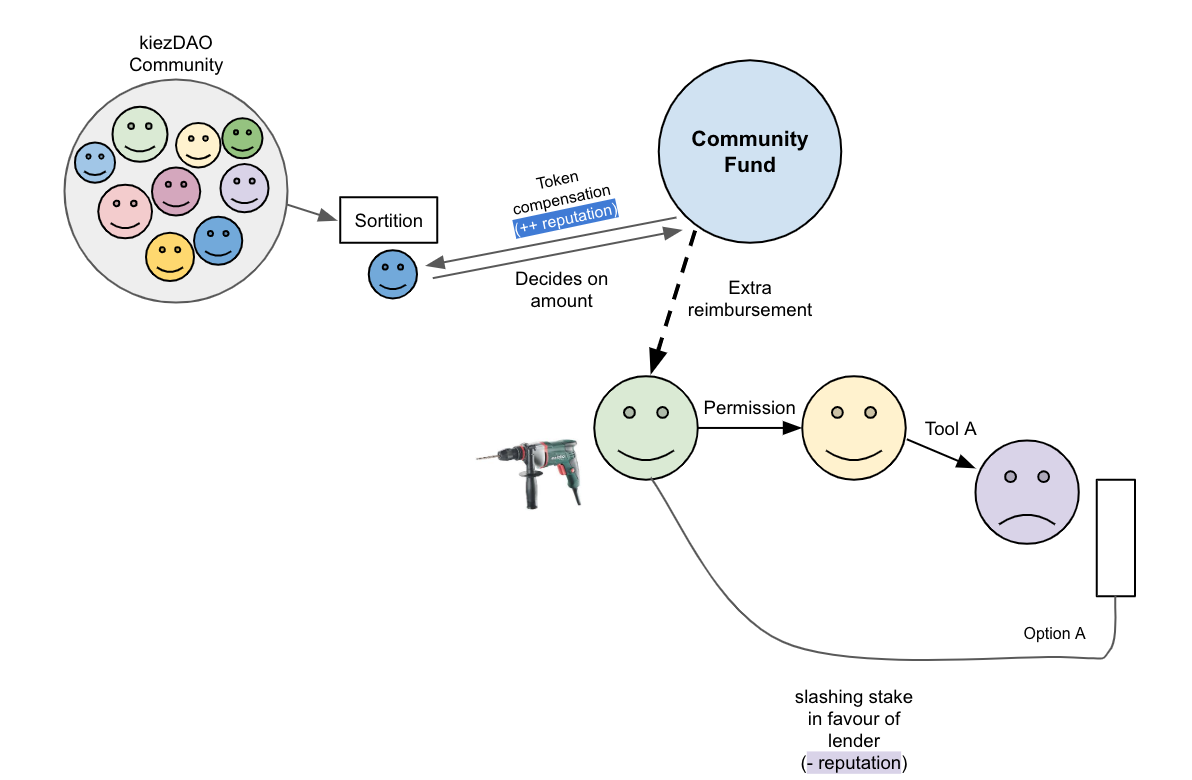 kiezDAO
Community
Community
Fund
Token
compensation
(++ reputation)
Sortition
Decides on
amount
Extra
reimbursement
Permission
Tool A
Option A
slashing stake
in favour of
lender
(- reputation)